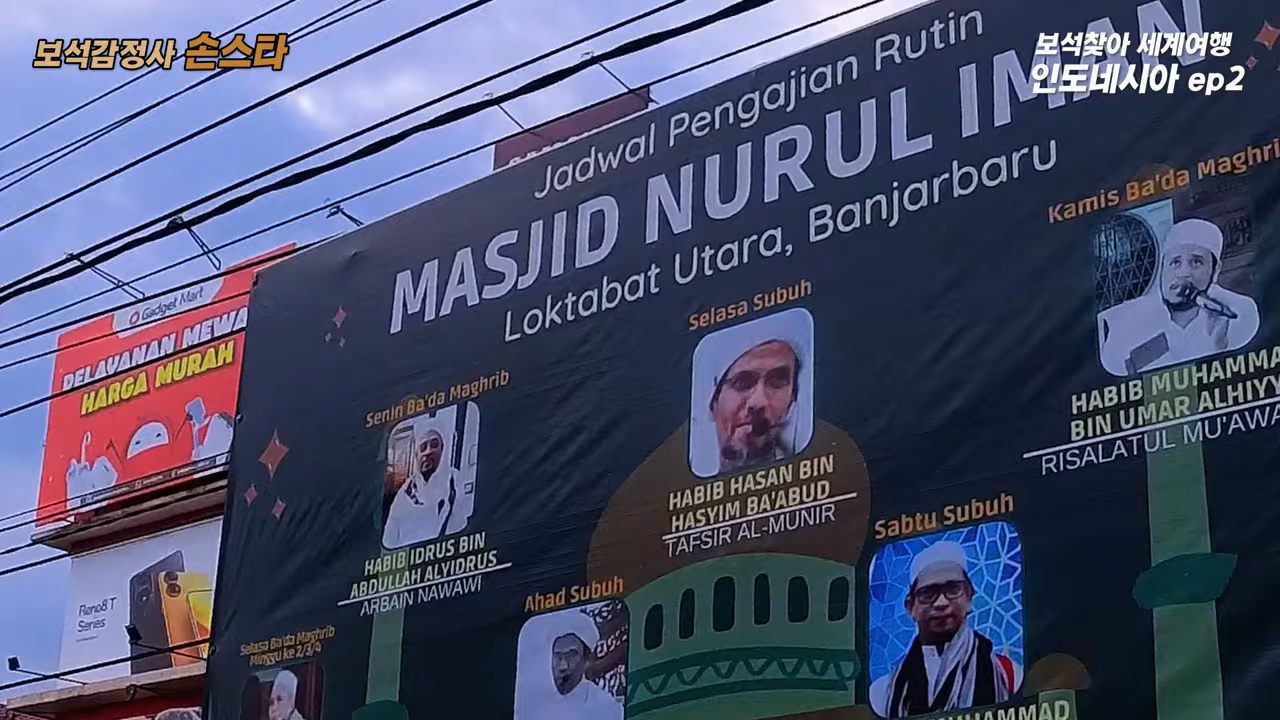 보석감정사 손스타
보석찾아 세계여행
인도네시아 ep2
Jadwal Pengajian Rutin
MASJID NURUL IMAN
Loktabat Utara, Banjarbaru
Kamis Ba'da Maghri
HABIB MUHAMMA
BIN UMAR ALHIYY
RISALATUL MU'AWA
Selasa Subuh
HABIB HASAN BIN
HASYIM BA'ABUD
TAFSIR AL-MUNIR
Senin Ba'da Maghrib
HABIB IDRUS BIN
ABDULLAH ALYIDRUS
ARBAIN NAWAWI
Sabtu Subuh
MUHAMMAD
Ahad Subuh
Selasa Ba'da Maghrib
Minggu ke 2/3/4
Gadget Mart
PELAYANAN MEWA
HARGA MURAH
Reno8 T
Series